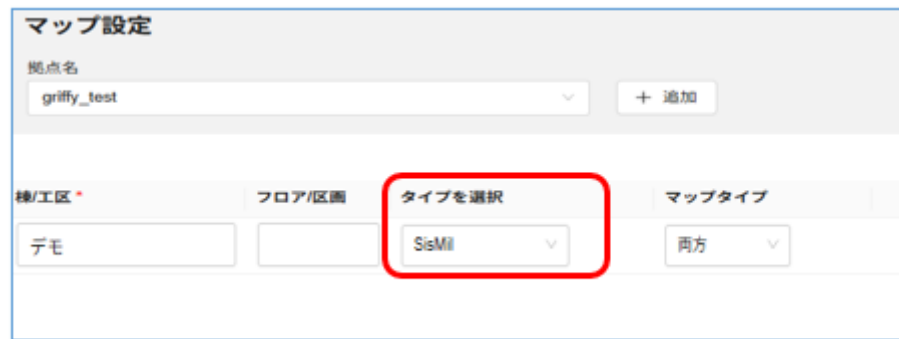 マップ設定
拠点名
griffy_test
+ 追加
棟/工区 * フロア/区画 タイプを選択 マップタイプ
デモ SisMil 両方